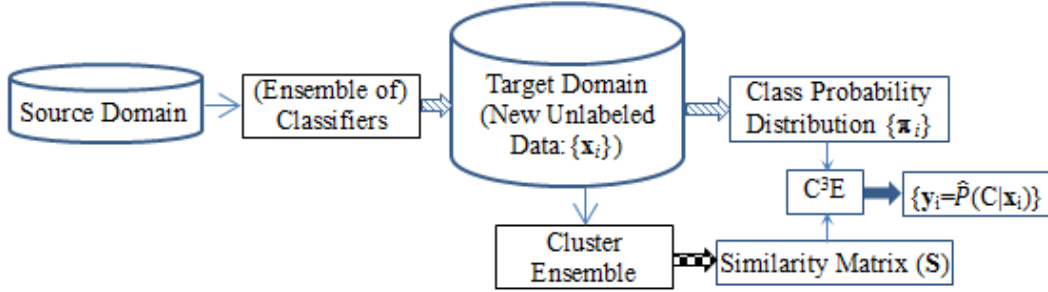 Source Domain
(Ensemble of)
Classifiers
Target Domain
(New Unlabeled
Data: {𝐱ᵢ})
Class Probability
Distribution {𝛑ᵢ}
C³E
{𝐲ᵢ=P̂(C|𝐱ᵢ)}
Cluster
Ensemble
Similarity Matrix (𝐒)